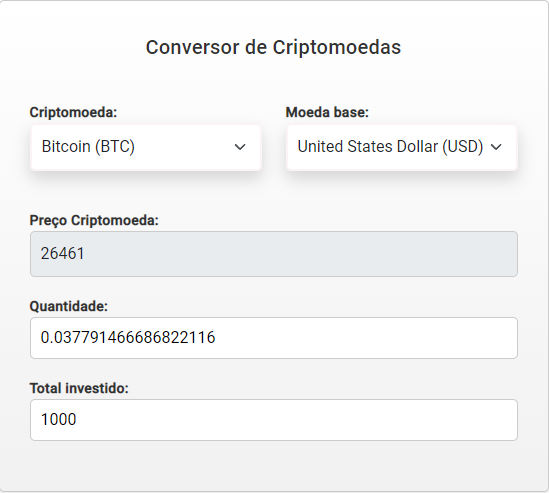 Conversor de Criptomoedas
Criptomoeda: Moeda base:
Bitcoin (BTC) United States Dollar (USD)
Preço Criptomoeda:
26461
Quantidade:
0.037791466686822116
Total investido:
1000